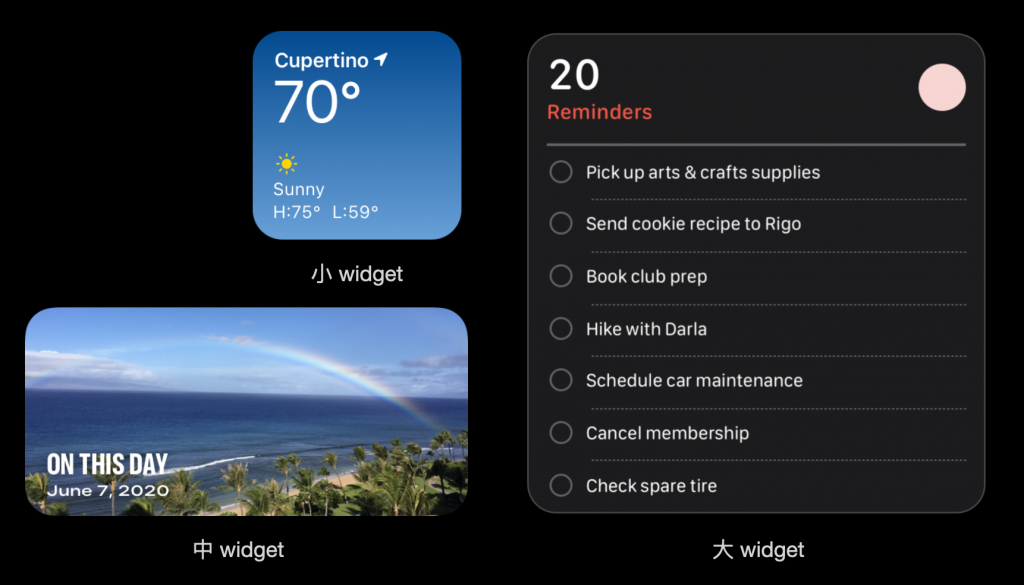 Cupertino
70°
Sunny
H:75° L:59°
小 widget
ON THIS DAY
June 7, 2020
中 widget
20
Reminders
Pick up arts & crafts supplies
Send cookie recipe to Rigo
Book club prep
Hike with Darla
Schedule car maintenance
Cancel membership
Check spare tire
大 widget